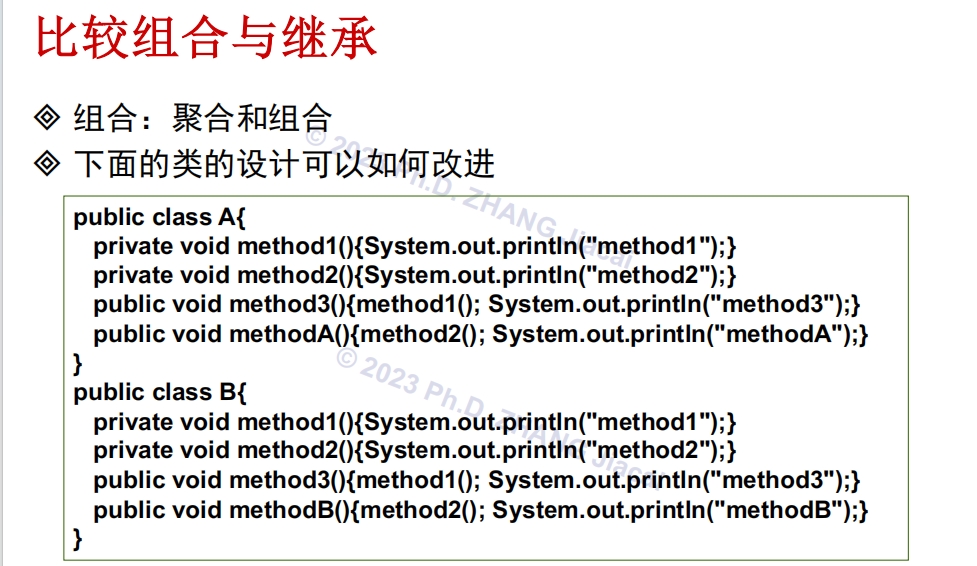 比较组合与继承
组合：聚合和组合
下面的类的设计可以如何改进
public class A{
private void method1(){System.out.println("method1");}
private void method2(){System.out.println("method2");}
public void method3(){method1(); System.out.println("method3");}
public void methodA(){method2(); System.out.println("methodA");}
}
public class B{
private void method1(){System.out.println("method1");}
private void method2(){System.out.println("method2");}
public void method3(){method1(); System.out.println("method3");}
public void methodB(){method2(); System.out.println("methodB");}
}
© 2023 Ph.D. ZHANG Jiacai
© 2023 Ph.D. ZHANG Jiacai